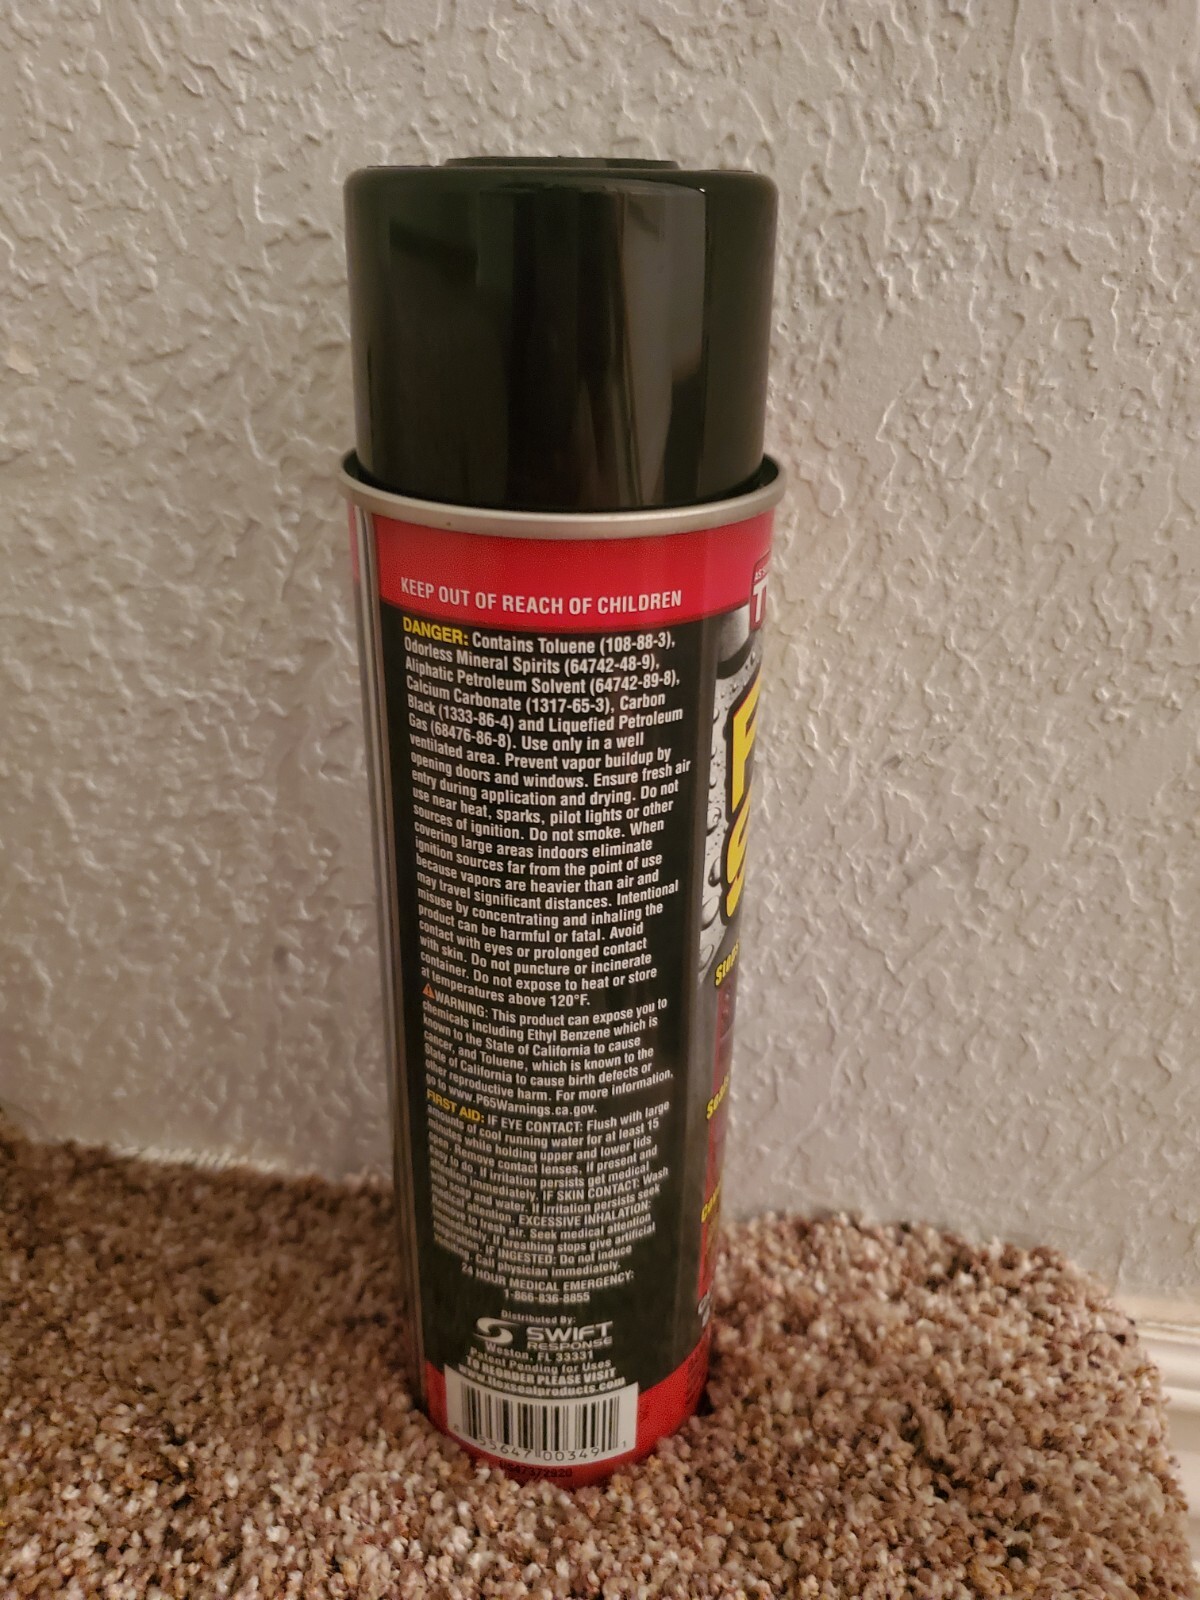 KEEP OUT OF REACH OF CHILDREN
DANGER: Contains Toluene (108-88-3),
Odorless Mineral Spirits (64742-48-9),
Aliphatic Petroleum Solvent (64742-89-8),
Calcium Carbonate (1317-65-3), Carbon
Black (1333-86-4) and Liquefied Petroleum
Gas (68476-86-8). Use only in a well
ventilated area. Prevent vapor buildup by
opening doors and windows. Ensure fresh air
entry during application and drying. Do not
use near heat, sparks, pilot lights or other
sources of ignition. Do not smoke. When
covering large areas indoors eliminate
ignition sources far from the point of use
because vapors are heavier than air and
may travel significant distances. Intentional
misuse by concentrating and inhaling the
product can be harmful or fatal. Avoid
contact with eyes or prolonged contact
with skin. Do not puncture or incinerate
container. Do not expose to heat or store
at temperatures above 120°F.
WARNING: This product can expose you to
chemicals including Ethyl Benzene which is
known to the State of California to cause
cancer, and Toluene, which is known to the
State of California to cause birth defects or
other reproductive harm. For more information,
go to www.P65Warnings.ca.gov.
FIRST AID: IF EYE CONTACT: Flush with large
amounts of cool running water for at least 15
minutes while holding upper and lower lids
open. Remove contact lenses, if present and
easy to do. If irritation persists get medical
attention immediately. IF SKIN CONTACT: Wash
with soap and water. If irritation persists seek
medical attention. EXCESSIVE INHALATION:
Remove to fresh air. Seek medical attention
immediately. If breathing stops give artificial
respiration. IF INGESTED: Do not induce
vomiting. Call physician immediately.
24 HOUR MEDICAL EMERGENCY:
1-866-836-8855
Distributed By:
SWIFT
RESPONSE
Weston, FL 33331
Patent Pending for Uses
TO REORDER PLEASE VISIT
www.flexsealproducts.com
55647 00349 1